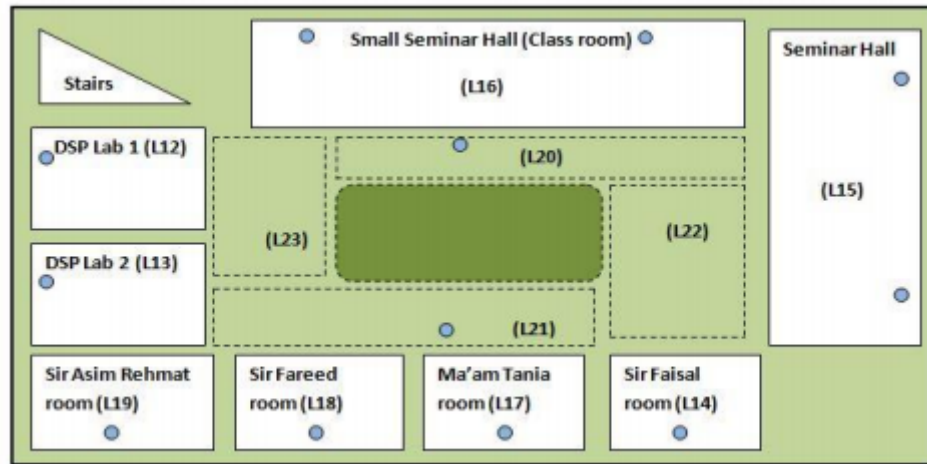 Small Seminar Hall (Class room)
(L16)
Seminar Hall
(L15)
Stairs
DSP Lab 1 (L12)
(L20)
(L23)
(L22)
DSP Lab 2 (L13)
(L21)
Sir Asim Rehmat
room (L19)
Sir Fareed
room (L18)
Ma'am Tania
room (L17)
Sir Faisal
room (L14)